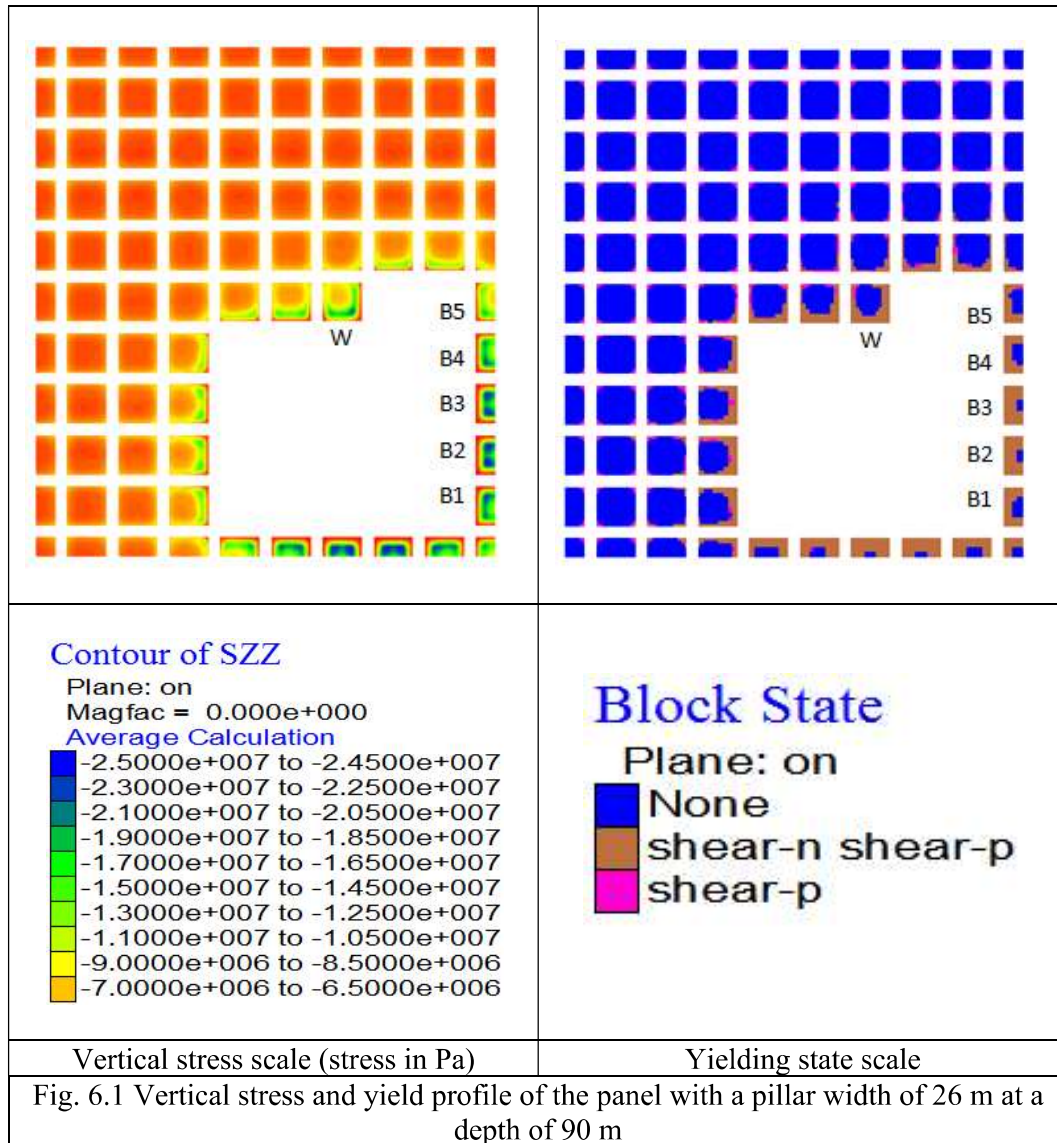 B5
W
B4
B3
B2
B1
B5
W
B4
B3
B2
B1
Contour of SZZ
Plane: on
Magfac = 0.000e+000
Average Calculation
-2.5000e+007 to -2.4500e+007
-2.3000e+007 to -2.2500e+007
-2.1000e+007 to -2.0500e+007
-1.9000e+007 to -1.8500e+007
-1.7000e+007 to -1.6500e+007
-1.5000e+007 to -1.4500e+007
-1.3000e+007 to -1.2500e+007
-1.1000e+007 to -1.0500e+007
-9.0000e+006 to -8.5000e+006
-7.0000e+006 to -6.5000e+006
Block State
Plane: on
None
shear-n shear-p
shear-p
Vertical stress scale (stress in Pa)
Yielding state scale
Fig. 6.1 Vertical stress and yield profile of the panel with a pillar width of 26 m at a
depth of 90 m